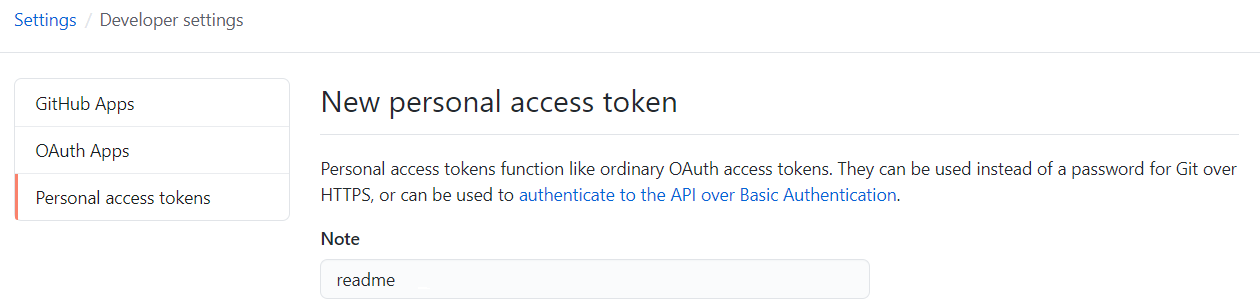 Settings / Developer settings
GitHub Apps
OAuth Apps
Personal access tokens
New personal access token
Personal access tokens function like ordinary OAuth access tokens. They can be used instead of a password for Git over
HTTPS, or can be used to authenticate to the API over Basic Authentication.
Note
readme